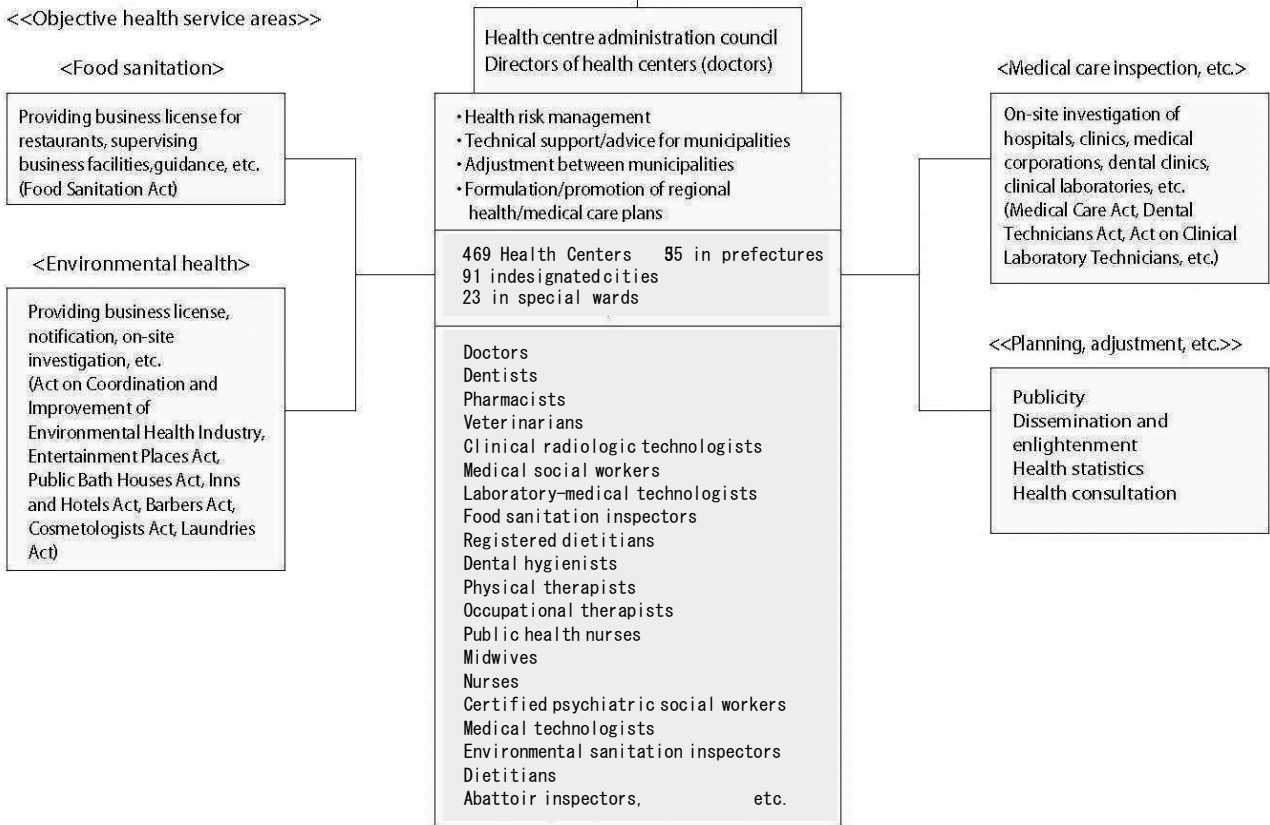 <<Objective health service areas>>
<Food sanitation>
Providing business license for
restaurants, supervising
business facilities,guidance, etc.
(Food Sanitation Act)
<Environmental health>
Providing business license,
notification, on-site
investigation, etc.
(Act on Coordination and
Improvement of
Environmental Health Industry,
Entertainment Places Act,
Public Bath Houses Act, Inns
and Hotels Act, Barbers Act,
Cosmetologists Act, Laundries
Act)
Health centre administration council
Directors of health centers (doctors)
・Health risk management
・Technical support/advice for municipalities
・Adjustment between municipalities
・Formulation/promotion of regional
health/medical care plans
469 Health Centers in prefectures
91 indesignated cities
23 in special wards
Doctors
Dentists
Pharmacists
Veterinarians
Clinical radiologic technologists
Medical social workers
Laboratory-medical technologists
Food sanitation inspectors
Registered dietitians
Dental hygienists
Physical therapists
Occupational therapists
Public health nurses
Midwives
Nurses
Certified psychiatric social workers
Medical technologists
Environmental sanitation inspectors
Dietitians
Abattoir inspectors, etc.
<Medical care inspection, etc.>
On-site investigation of
hospitals, clinics, medical
corporations, dental clinics,
clinical laboratories, etc.
(Medical Care Act, Dental
Technicians Act, Act on Clinical
Laboratory Technicians, etc.)
<<Planning, adjustment, etc.>>
Publicity
Dissemination and
enlightenment
Health statistics
Health consultation